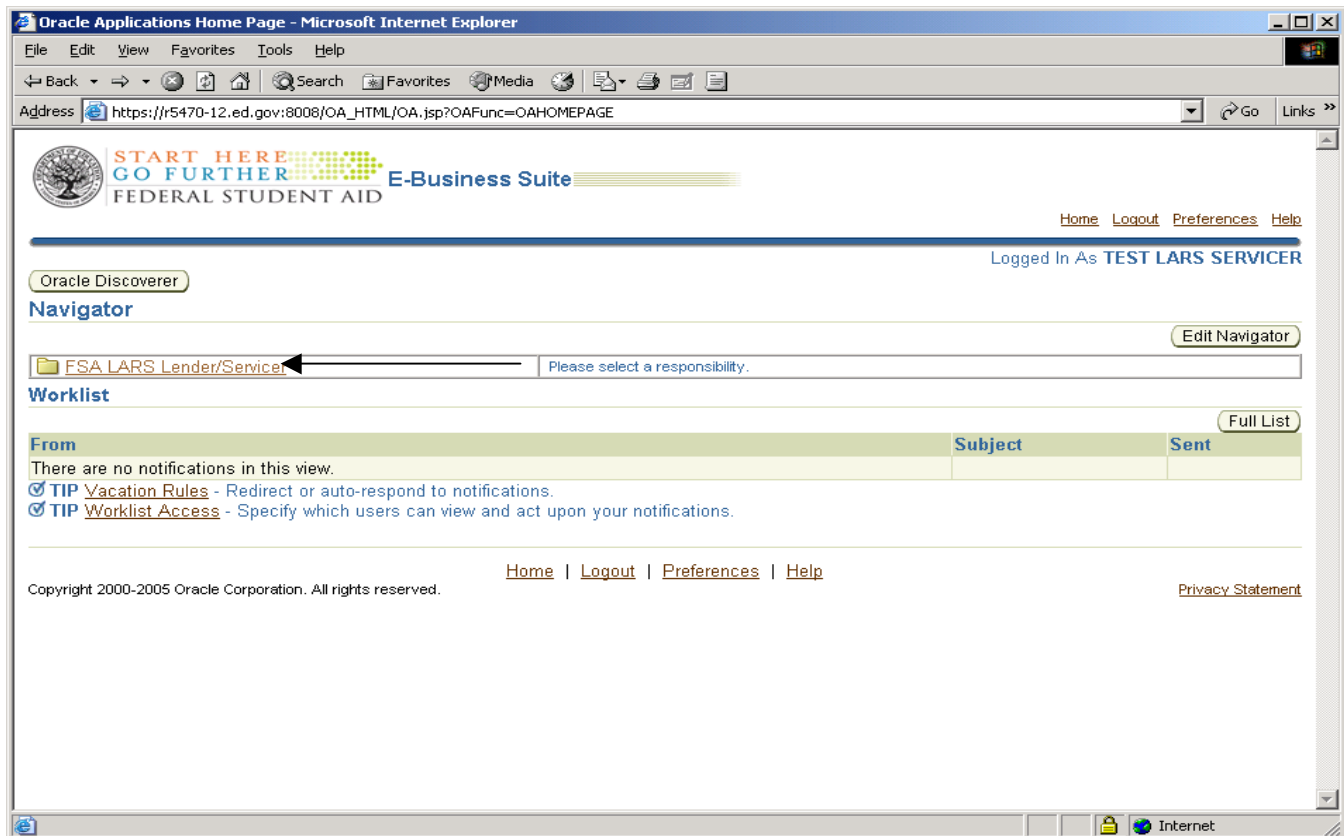 Oracle Applications Home Page - Microsoft Internet Explorer
File Edit View Favorites Tools Help
Back Search Favorites Media
Address https://r5470-12.ed.gov:8008/OA_HTML/OA.jsp?OAFunc=OAHOMEPAGE Go Links »
START HERE
GO FURTHER
FEDERAL STUDENT AID
E-Business Suite
Home Logout Preferences Help
Logged In As TEST LARS SERVICER
Oracle Discoverer
Navigator
Edit Navigator
FSA LARS Lender/Servicer Please select a responsibility.
Worklist
Full List
From Subject Sent
There are no notifications in this view.
TIP Vacation Rules - Redirect or auto-respond to notifications.
TIP Worklist Access - Specify which users can view and act upon your notifications.
Home | Logout | Preferences | Help
Copyright 2000-2005 Oracle Corporation. All rights reserved. Privacy Statement
Internet